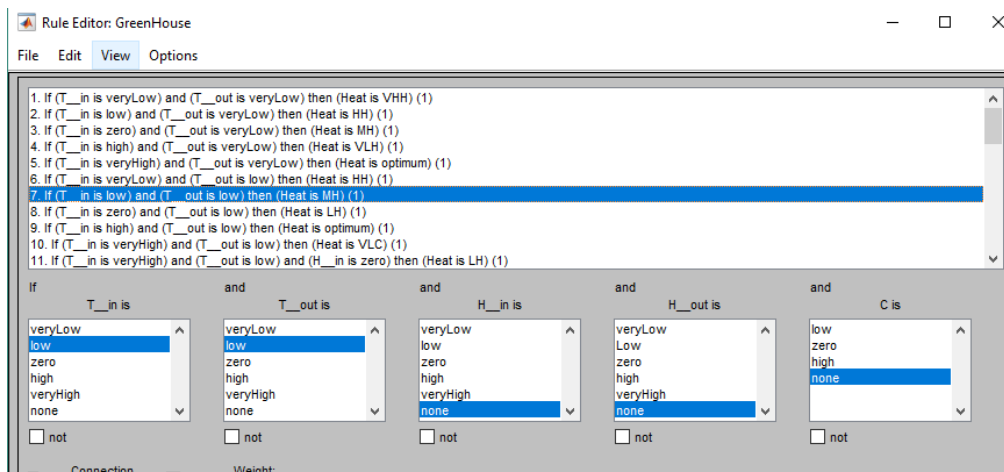 Rule Editor: GreenHouse
File Edit View Options
1. If (T__in is veryLow) and (T__out is veryLow) then (Heat is VHH) (1)
2. If (T__in is low) and (T__out is veryLow) then (Heat is HH) (1)
3. If (T__in is zero) and (T__out is veryLow) then (Heat is MH) (1)
4. If (T__in is high) and (T__out is veryLow) then (Heat is VLH) (1)
5. If (T__in is veryHigh) and (T__out is veryLow) then (Heat is optimum) (1)
6. If (T__in is veryLow) and (T__out is low) then (Heat is HH) (1)
7. If (T__in is low) and (T__out is low) then (Heat is MH) (1)
8. If (T__in is zero) and (T__out is low) then (Heat is LH) (1)
9. If (T__in is high) and (T__out is low) then (Heat is optimum) (1)
10. If (T__in is veryHigh) and (T__out is low) then (Heat is VLC) (1)
11. If (T__in is veryHigh) and (T__out is low) and (H__in is zero) then (Heat is LH) (1)
If and and and and
T__in is T__out is H__in is H__out is C is
veryLow veryLow veryLow veryLow low
low low low Low zero
zero zero zero zero high
high high high high none
veryHigh veryHigh veryHigh veryHigh
none none none none
not not not not not
Connection Weight: